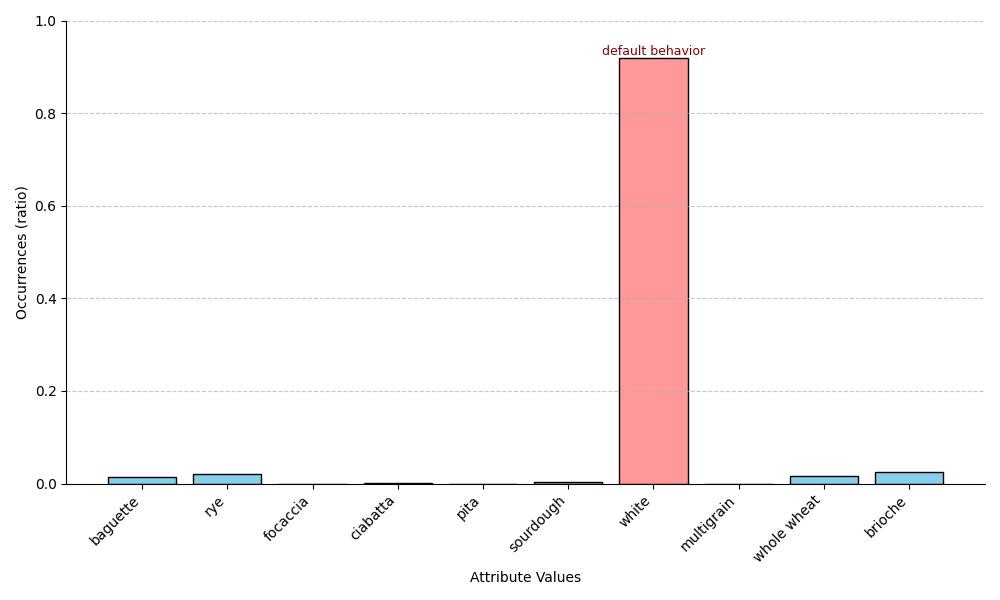 default behavior
1.0
0.8
0.6
0.4
0.2
0.0
Occurrences (ratio)
baguette
rye
focaccia
ciabatta
pita
sourdough
white
multigrain
whole wheat
brioche
Attribute Values